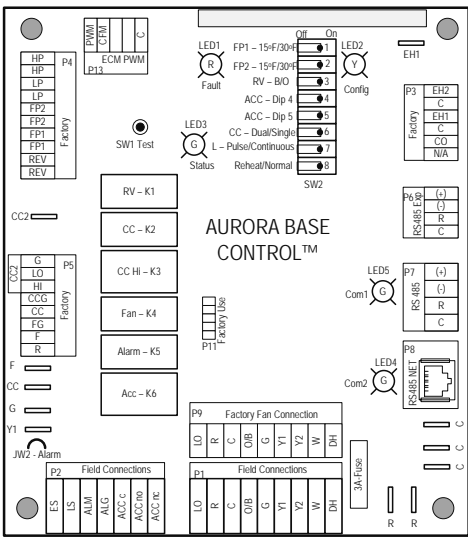 PWM
CFM
C
ECM PWM
P13
LED1
R
Fault
Off On
FP1 – 15ºF/30ºF 1
FP2 – 15ºF/30ºF 2
RV – B/O 3
ACC – Dip 4 4
ACC – Dip 5 5
CC – Dual/Single 6
L – Pulse/Continuous 7
Reheat/Normal 8
SW2
LED2
Y
Config
EH1
HP
HP
LP
LP
FP2
FP2
FP1
FP1
REV
REV
P4
Factory
SW1 Test
LED3
G
Status
P3
Factory
EH2
C
EH1
C
CO
N/A
RV – K1
CC – K2
CC Hi – K3
Fan – K4
Alarm – K5
Acc – K6
AURORA BASE
CONTROL™
P6
RS485 Exp
(+)
(-)
R
C
CC2
CC2
G
LO
HI
CCG
CC
FG
F
R
P5
Factory
P11
Factory Use
LED5
Com1
G
P7
RS 485
(+)
(-)
R
C
LED4
Com2
G
P8
RS485 NET
F
CC
G
Y1
JW2 - Alarm
P9 Factory Fan Connection
LO
R
C
O/B
G
Y1
Y2
W
DH
P2 Field Connections
ES
LS
ALM
ALG
ACC c
ACC no
ACC nc
P1 Field Connections
LO
R
C
O/B
G
Y1
Y2
W
DH
3A-Fuse
C
C
C
R R